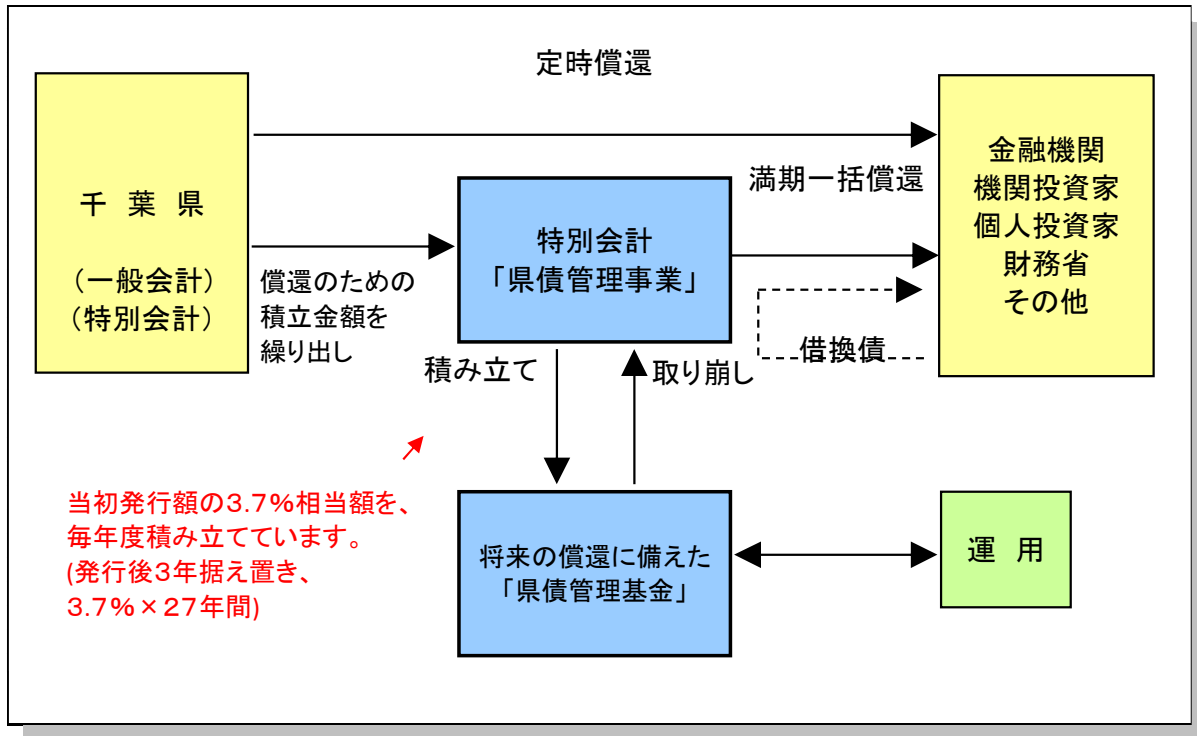 定時償還
千 葉 県
(一般会計)
(特別会計)
償還のための
積立金額を
繰り出し
特別会計
「県債管理事業」
満期一括償還
金融機関
機関投資家
個人投資家
財務省
その他
借換債
積み立て
取り崩し
当初発行額の3.7%相当額を、
毎年度積み立てています。
(発行後3年据え置き、
3.7%×27年間)
将来の償還に備えた
「県債管理基金」
運 用